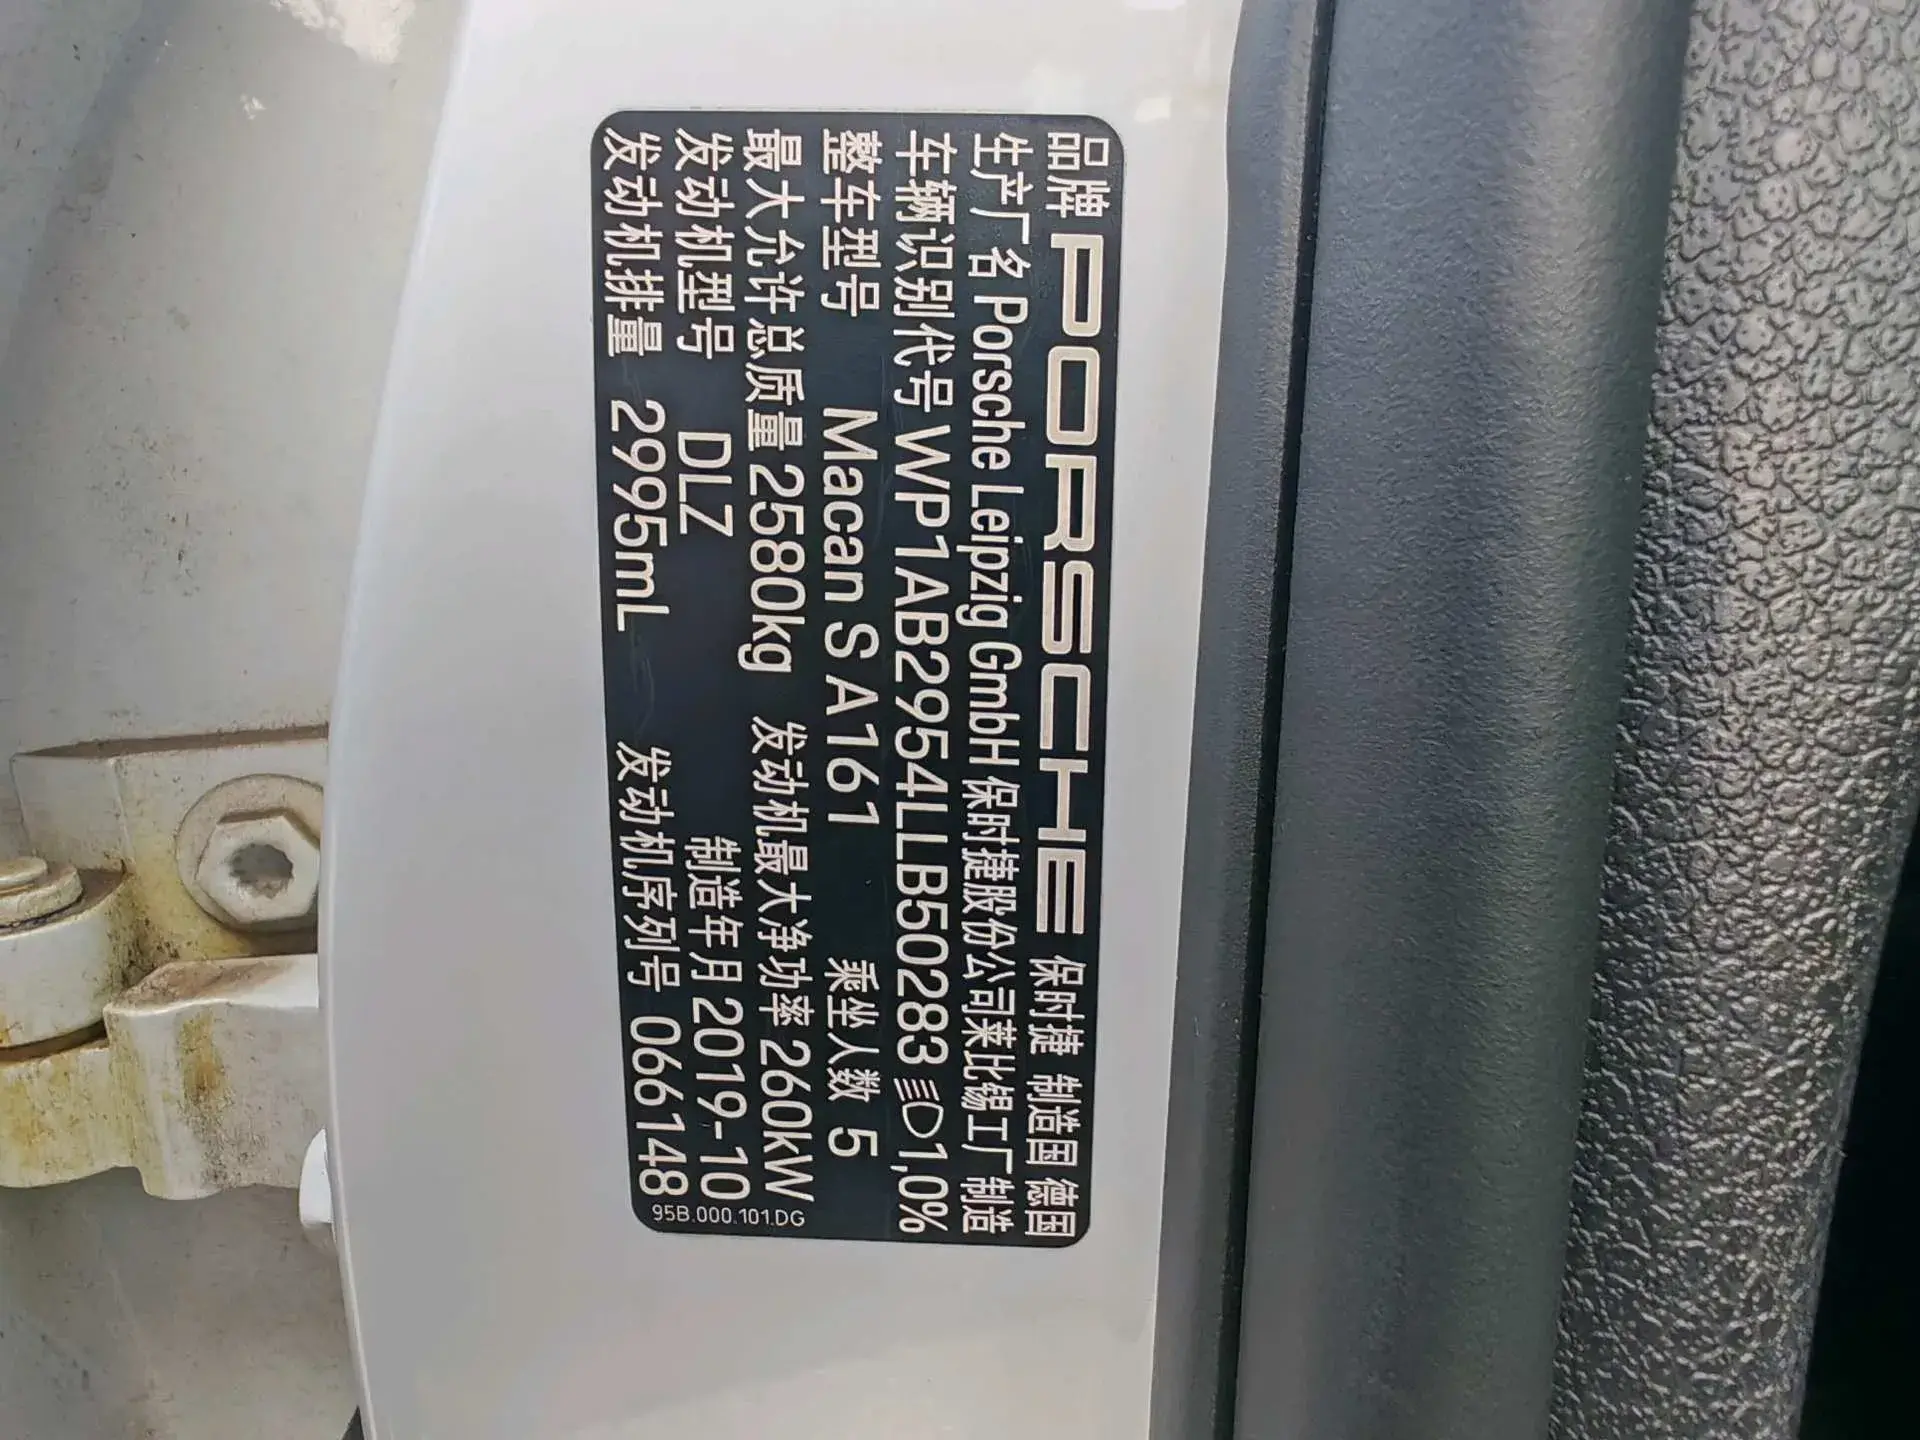 品牌 PORSCHE 保时捷 制造国 德国
生产厂名 Porsche Leipzig GmbH 保时捷股份公司莱比锡工厂制造
车辆识别代号 WP1AB2954LLB50283 1,0%
整车型号 Macan S A161 乘坐人数 5
最大允许总质量 2580kg 发动机最大净功率 260kW
发动机型号 DLZ 制造年月 2019-10
发动机排量 2995mL 发动机序列号 066148
95B.000.101.DG